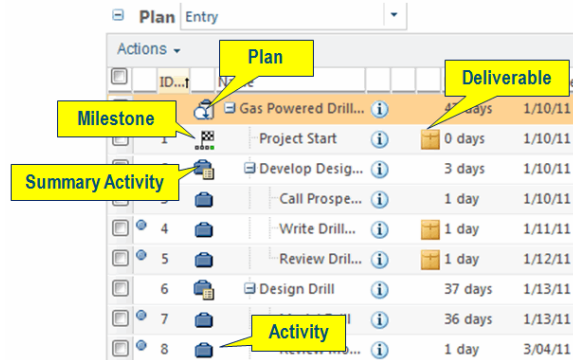 Plan Entry
Actions
Plan
ID...
Deliverable
Gas Powered Drill... days 1/10/11
Milestone
1 Project Start 0 days 1/10/11
Summary Activity
Develop Desig... 3 days 1/10/11
Call Prospe... 1 day 1/10/11
4 Write Drill... 1 day 1/11/11
5 Review Dril... 1 day 1/12/11
6 Design Drill 37 days 1/13/11
7 36 days 1/13/11
Activity
8 1 day 3/04/11